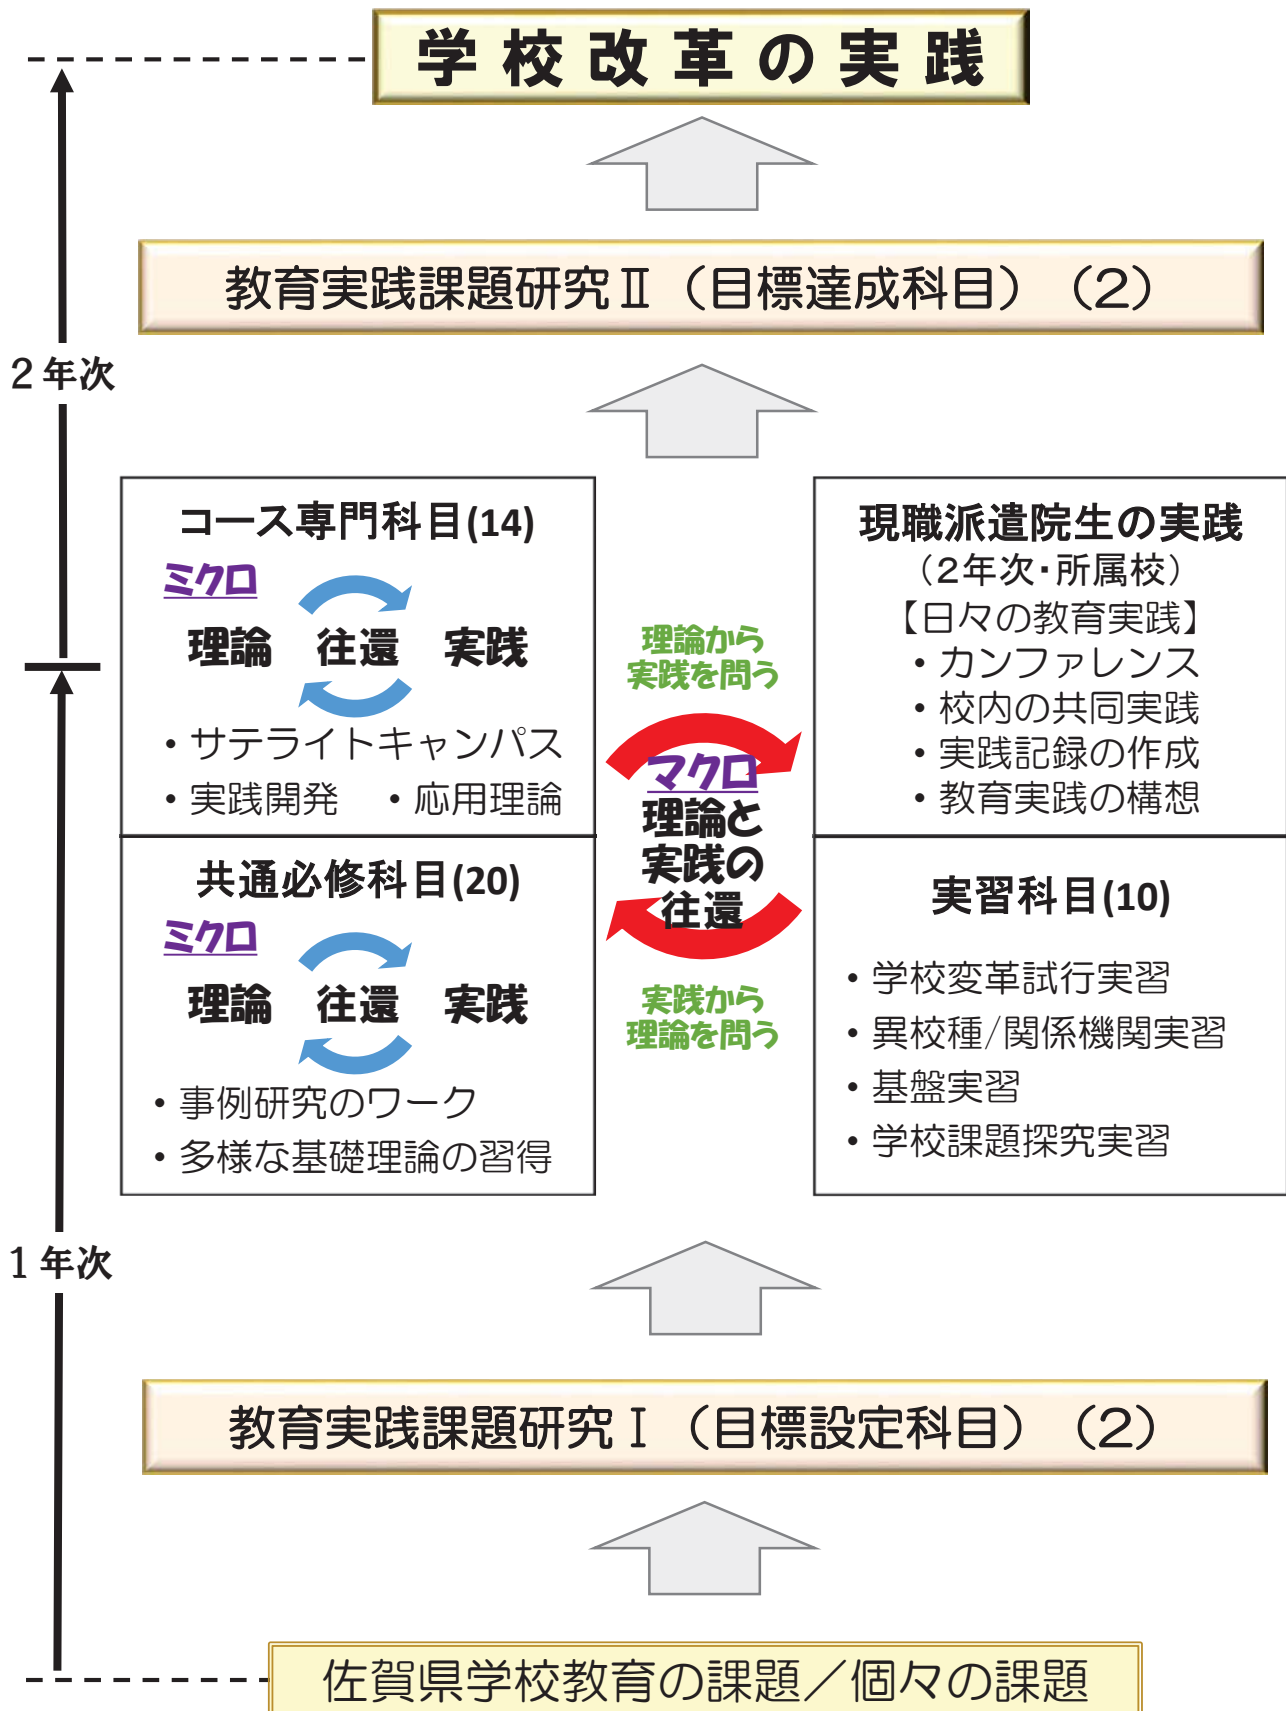 学校改革の実践
教育実践課題研究Ⅱ（目標達成科目）（2）
2年次
コース専門科目(14)
ミクロ
理論 往還 実践
・サテライトキャンパス
・実践開発 ・応用理論
共通必修科目(20)
ミクロ
理論 往還 実践
・事例研究のワーク
・多様な基礎理論の習得
理論から
実践を問う
マクロ
理論と
実践の
往還
実践から
理論を問う
現職派遣院生の実践
（2年次・所属校）
【日々の教育実践】
・カンファレンス
・校内の共同実践
・実践記録の作成
・教育実践の構想
実習科目(10)
・学校変革試行実習
・異校種/関係機関実習
・基盤実習
・学校課題探究実習
1年次
教育実践課題研究Ⅰ（目標設定科目）（2）
佐賀県学校教育の課題／個々の課題